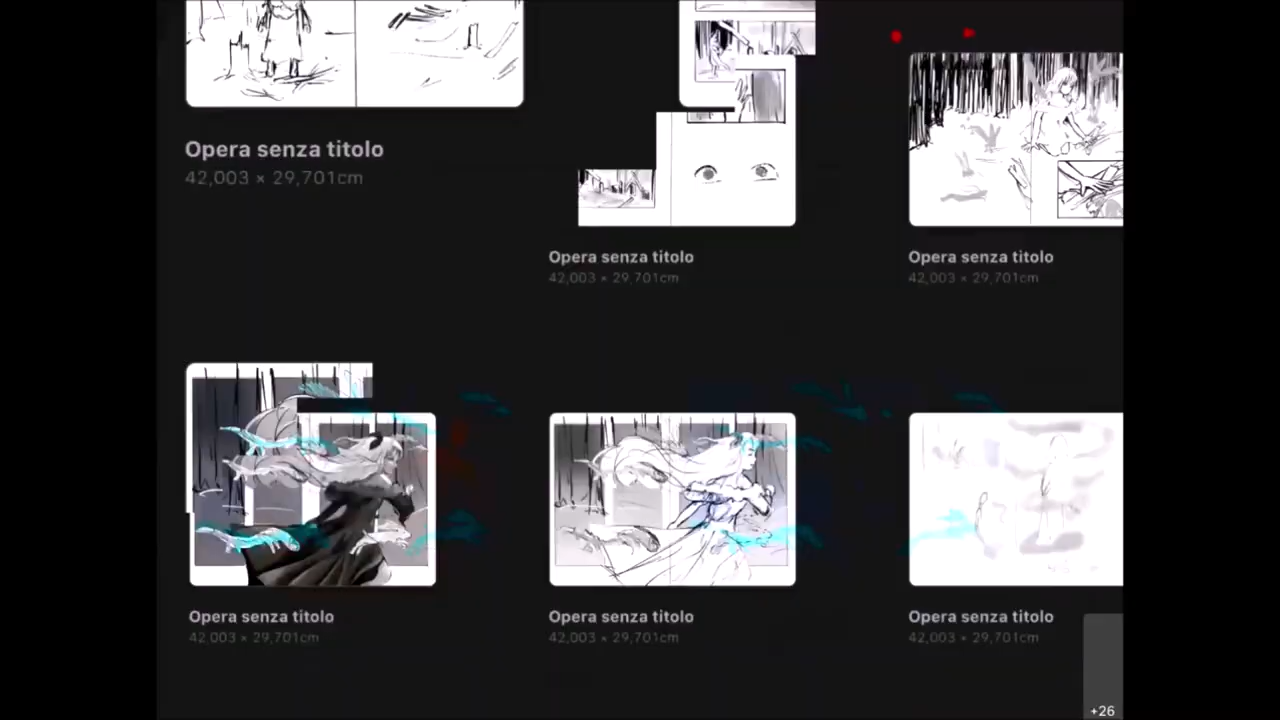 Opera senza titolo
42,003 × 29,701cm
Opera senza titolo
42,003 × 29,701cm
Opera senza titolo
42,003 × 29,701cm
Opera senza titolo
42,003 × 29,701cm
Opera senza titolo
42,003 × 29,701cm
Opera senza titolo
42,003 × 29,701cm
+26